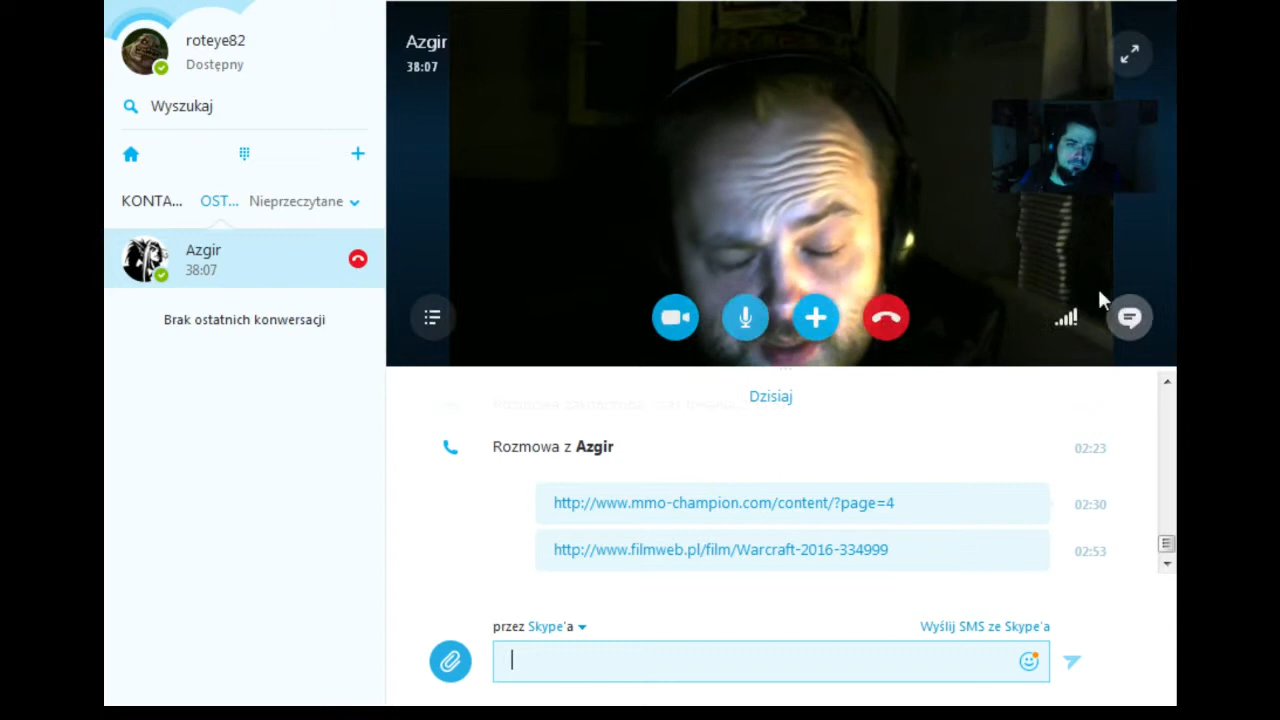 roteye82
Dostępny
Wyszukaj
KONTA... OST... Nieprzeczytane
Azgir
38:07
Brak ostatnich konwersacji
Azgir
38:07
Dzisiaj
Rozmowa z Azgir 02:23
http://www.mmo-champion.com/content/?page=4 02:30
http://www.filmweb.pl/film/Warcraft-2016-334999 02:53
przez Skype'a Wyślij SMS ze Skype'a